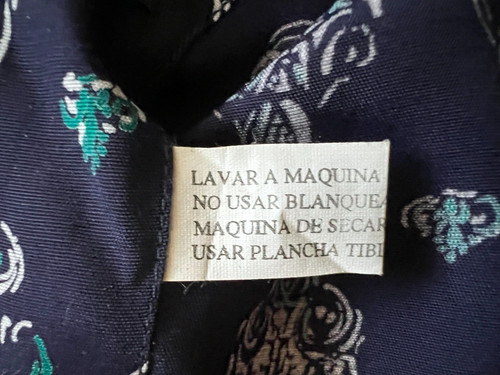 LAVAR A MAQUINA
NO USAR BLANQUEA
MAQUINA DE SECAR
USAR PLANCHA TIBI